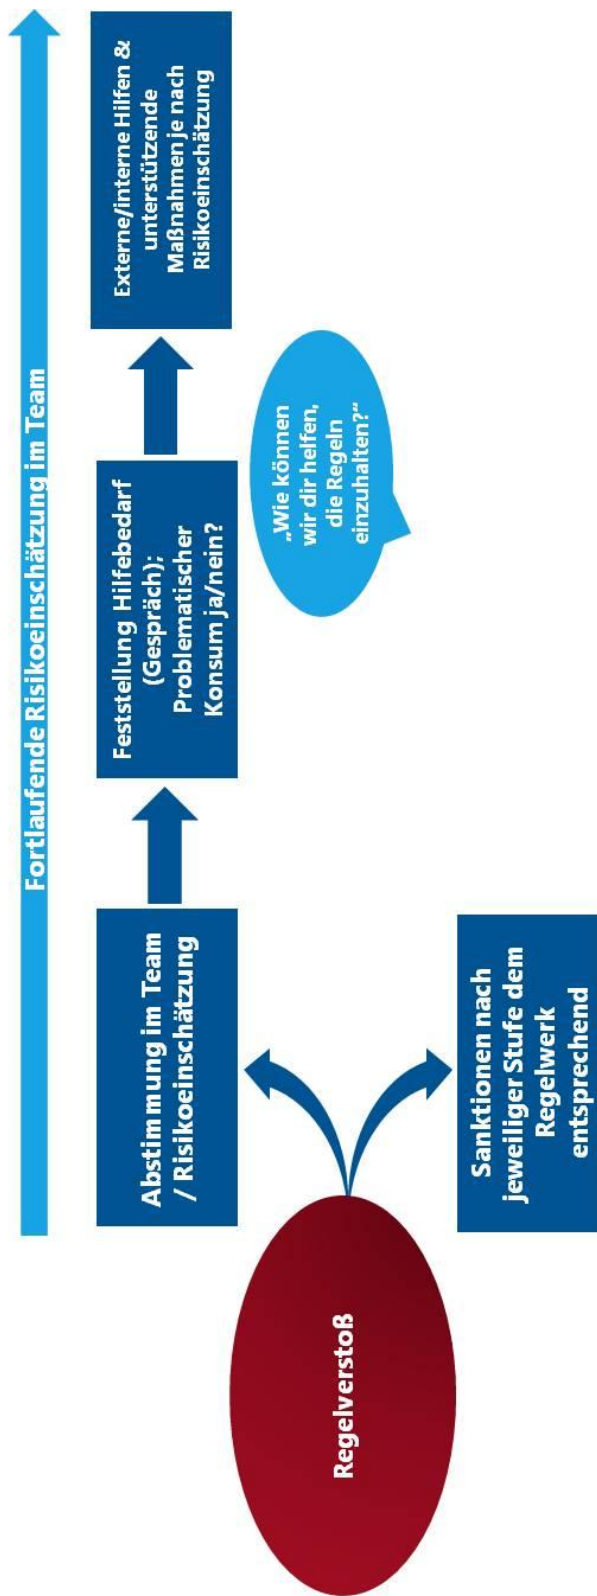 Fortlaufende Risikoeinschätzung im Team
Regelverstoß
Abstimmung im Team
/ Risikoeinschätzung
Feststellung Hilfebedarf
(Gespräch);
Problematischer
Konsum ja/nein?
Externe/interne Hilfen &
unterstützende
Maßnahmen je nach
Risikoeinschätzung
„Wie können
wir dir helfen,
die Regeln
einzuhalten?“
Sanktionen nach
jeweiliger Stufe dem
Regelwerk
entsprechend